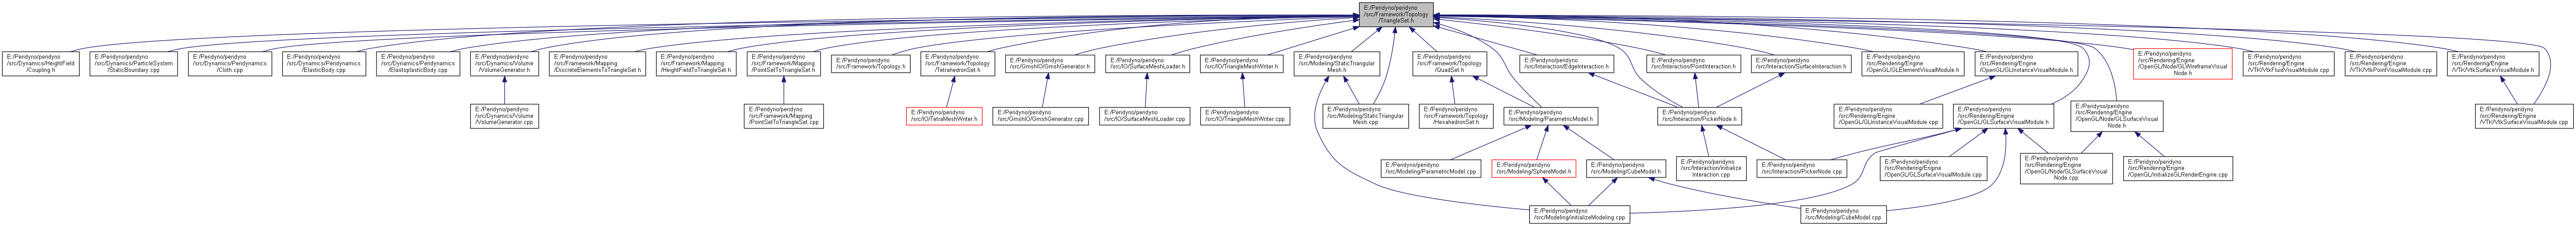 E:/Peridyno/peridyno
/src/Framework/Topology
/TriangleSet.h
E:/Peridyno/peridyno
/src/Dynamics/HeightField
/Coupling.h
E:/Peridyno/peridyno
/src/Dynamics/ParticleSystem
/StaticBoundary.cpp
E:/Peridyno/peridyno
/src/Dynamics/Peridynamics
/Cloth.cpp
E:/Peridyno/peridyno
/src/Dynamics/Peridynamics
/ElasticBody.cpp
E:/Peridyno/peridyno
/src/Dynamics/Peridynamics
/ElastoplasticBody.cpp
E:/Peridyno/peridyno
/src/Dynamics/Volume
/VolumeGenerator.h
E:/Peridyno/peridyno
/src/Framework/Mapping
/DiscreteElementsToTriangleSet.h
E:/Peridyno/peridyno
/src/Framework/Mapping
/HeightFieldToTriangleSet.h
E:/Peridyno/peridyno
/src/Framework/Mapping
/PointSetToTriangleSet.h
E:/Peridyno/peridyno
/src/Framework/Topology.h
E:/Peridyno/peridyno
/src/Framework/Topology
/TetrahedronSet.h
E:/Peridyno/peridyno
/src/GmshIO/GmshGenerator.h
E:/Peridyno/peridyno
/src/IO/SurfaceMeshLoader.h
E:/Peridyno/peridyno
/src/IO/TriangleMeshWriter.h
E:/Peridyno/peridyno
/src/Modeling/StaticTriangular
Mesh.h
E:/Peridyno/peridyno
/src/Framework/Topology
/QuadSet.h
E:/Peridyno/peridyno
/src/Interaction/EdgeInteraction.h
E:/Peridyno/peridyno
/src/Interaction/PointInteraction.h
E:/Peridyno/peridyno
/src/Interaction/SurfaceInteraction.h
E:/Peridyno/peridyno
/src/Rendering/Engine
/OpenGL/GLElementVisualModule.h
E:/Peridyno/peridyno
/src/Rendering/Engine
/OpenGL/GLInstanceVisualModule.h
E:/Peridyno/peridyno
/src/Rendering/Engine
/OpenGL/Node/GLWireframeVisual
Node.h
E:/Peridyno/peridyno
/src/Rendering/Engine
/VTK/VtkFluidVisualModule.cpp
E:/Peridyno/peridyno
/src/Rendering/Engine
/VTK/VtkPointVisualModule.cpp
E:/Peridyno/peridyno
/src/Rendering/Engine
/VTK/VtkSurfaceVisualModule.h
E:/Peridyno/peridyno
/src/Dynamics/Volume
/VolumeGenerator.cpp
E:/Peridyno/peridyno
/src/Framework/Mapping
/PointSetToTriangleSet.cpp
E:/Peridyno/peridyno
/src/IO/TetraMeshWriter.h
E:/Peridyno/peridyno
/src/GmshIO/GmshGenerator.cpp
E:/Peridyno/peridyno
/src/IO/SurfaceMeshLoader.cpp
E:/Peridyno/peridyno
/src/IO/TriangleMeshWriter.cpp
E:/Peridyno/peridyno
/src/Modeling/StaticTriangular
Mesh.cpp
E:/Peridyno/peridyno
/src/Framework/Topology
/HexahedronSet.h
E:/Peridyno/peridyno
/src/Modeling/ParametricModel.h
E:/Peridyno/peridyno
/src/Interaction/PickerNode.h
E:/Peridyno/peridyno
/src/Rendering/Engine
/OpenGL/GLInstanceVisualModule.cpp
E:/Peridyno/peridyno
/src/Rendering/Engine
/OpenGL/GLSurfaceVisualModule.h
E:/Peridyno/peridyno
/src/Rendering/Engine
/OpenGL/Node/GLSurfaceVisual
Node.h
E:/Peridyno/peridyno
/src/Rendering/Engine
/VTK/VtkSurfaceVisualModule.cpp
E:/Peridyno/peridyno
/src/Modeling/ParametricModel.cpp
E:/Peridyno/peridyno
/src/Modeling/SphereModel.h
E:/Peridyno/peridyno
/src/Modeling/CubeModel.h
E:/Peridyno/peridyno
/src/Interaction/initialize
Interaction.cpp
E:/Peridyno/peridyno
/src/Interaction/PickerNode.cpp
E:/Peridyno/peridyno
/src/Rendering/Engine
/OpenGL/GLSurfaceVisualModule.cpp
E:/Peridyno/peridyno
/src/Rendering/Engine
/OpenGL/Node/GLSurfaceVisual
Node.cpp
E:/Peridyno/peridyno
/src/Rendering/Engine
/OpenGL/initializeGLRenderEngine.cpp
E:/Peridyno/peridyno
/src/Modeling/initializeModeling.cpp
E:/Peridyno/peridyno
/src/Modeling/CubeModel.cpp